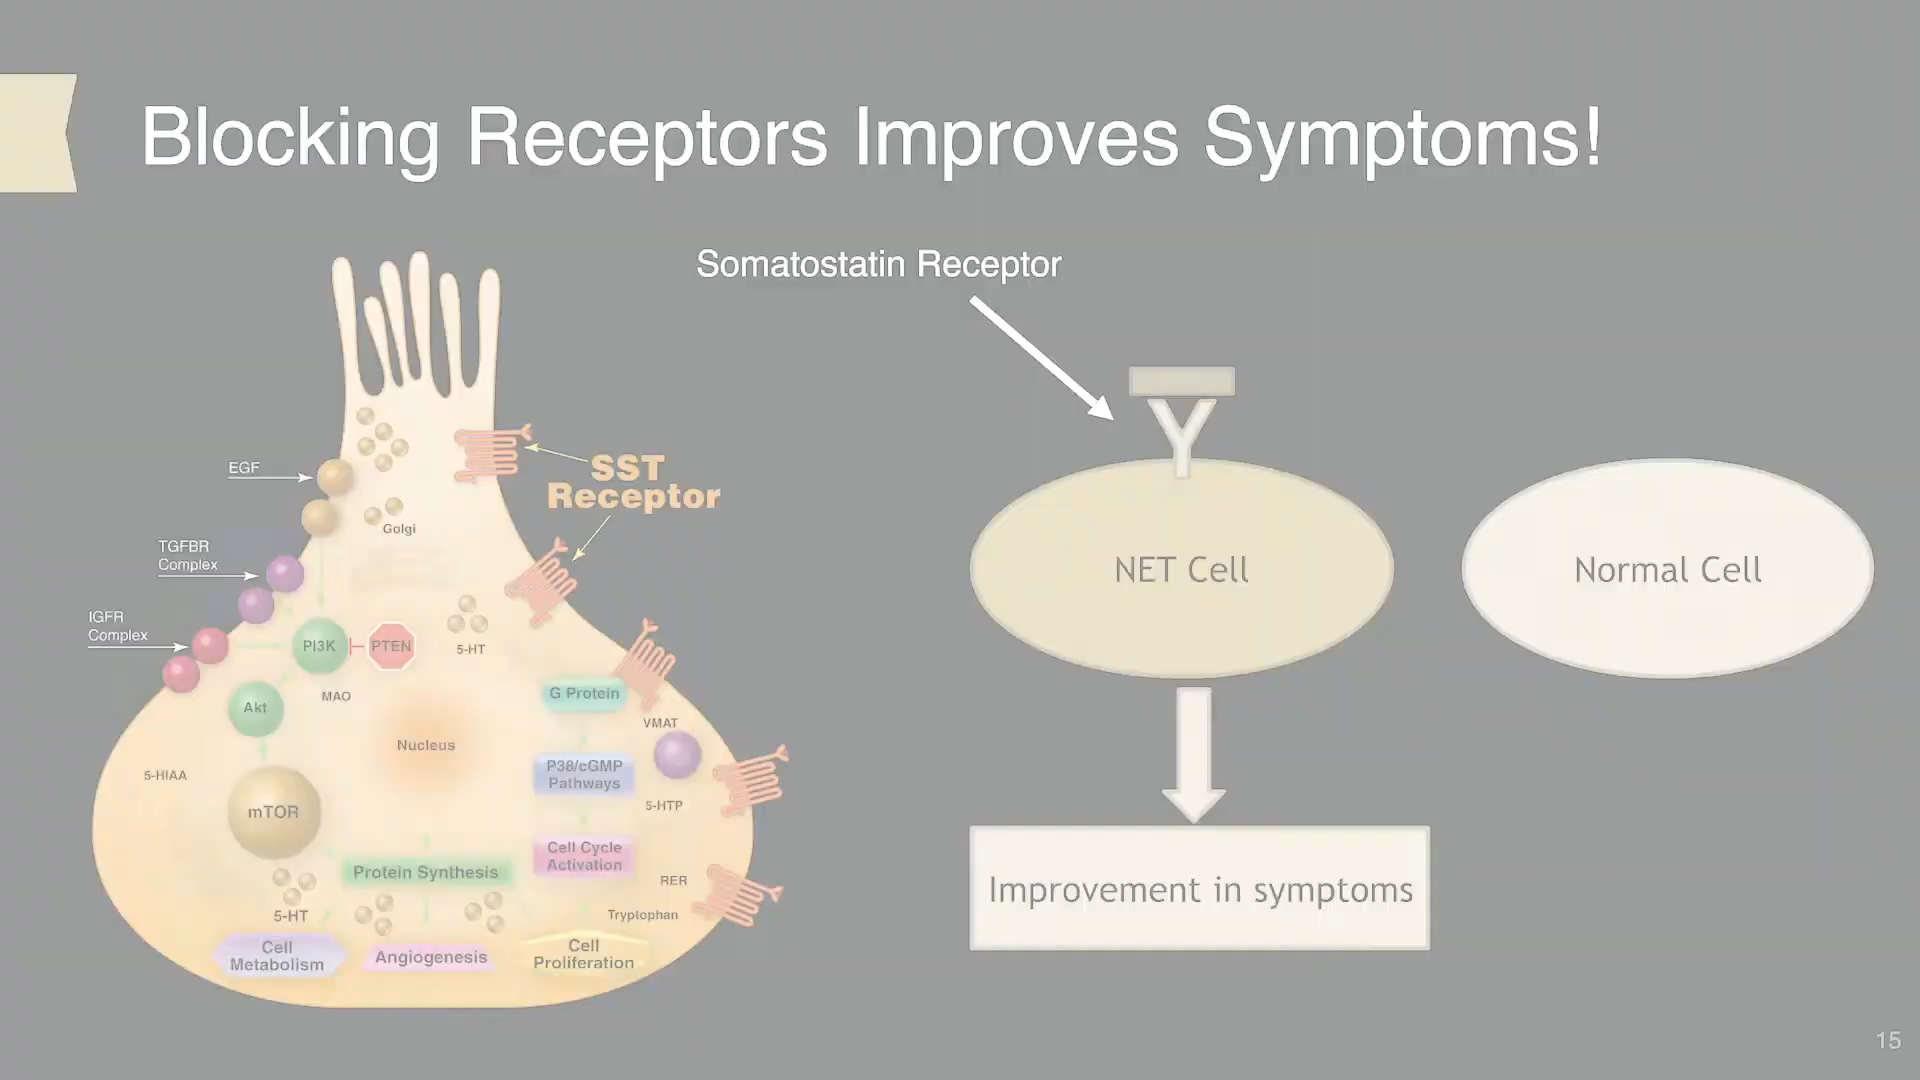 Blocking Receptors Improves Symptoms!
Somatostatin Receptor
EGF
TGFBR
Complex
IGFR
Complex
SST
Receptor
Golgi
PI3K
PTEN
5-HT
MAO
Akt
G Protein
VMAT
Nucleus
5-HIAA
P38/cGMP
Pathways
5-HTP
mTOR
Cell Cycle
Activation
Protein Synthesis
RER
5-HT
Tryptophan
Cell
Metabolism
Angiogenesis
Cell
Proliferation
NET Cell
Normal Cell
Improvement in symptoms
15